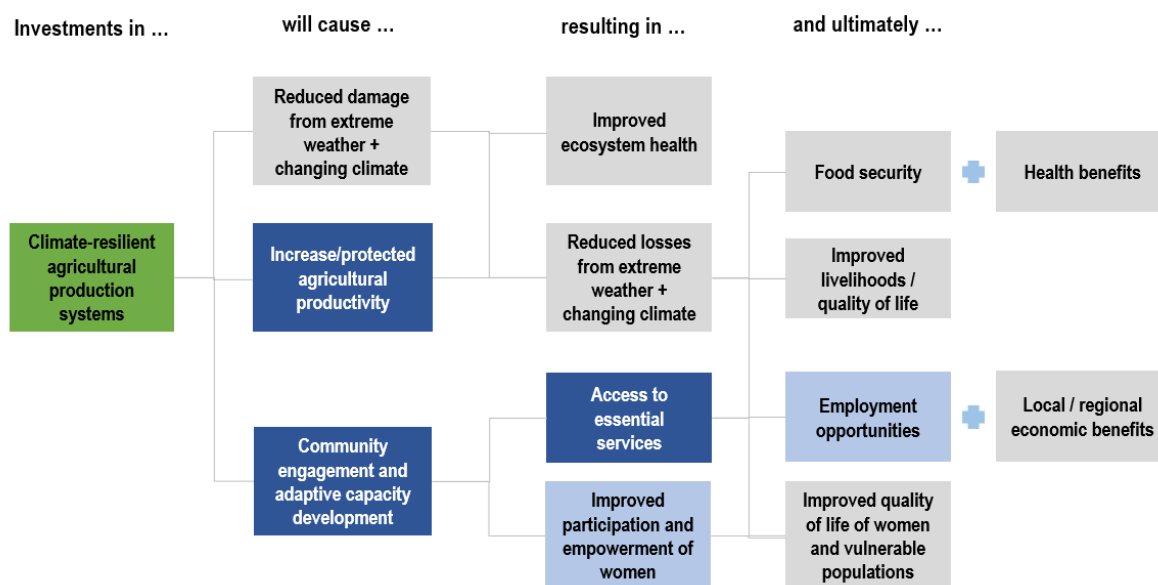 Investments in …
will cause …
resulting in …
and ultimately …
Climate-resilient
agricultural
production
systems
Reduced damage
from extreme
weather +
changing climate
Increase/protected
agricultural
productivity
Community
engagement and
adaptive capacity
development
Improved
ecosystem health
Reduced losses
from extreme
weather +
changing climate
Access to
essential
services
Improved
participation and
empowerment of
women
Food security
Health benefits
Improved
livelihoods /
quality of life
Employment
opportunities
Local / regional
economic benefits
Improved quality
of life of women
and vulnerable
populations